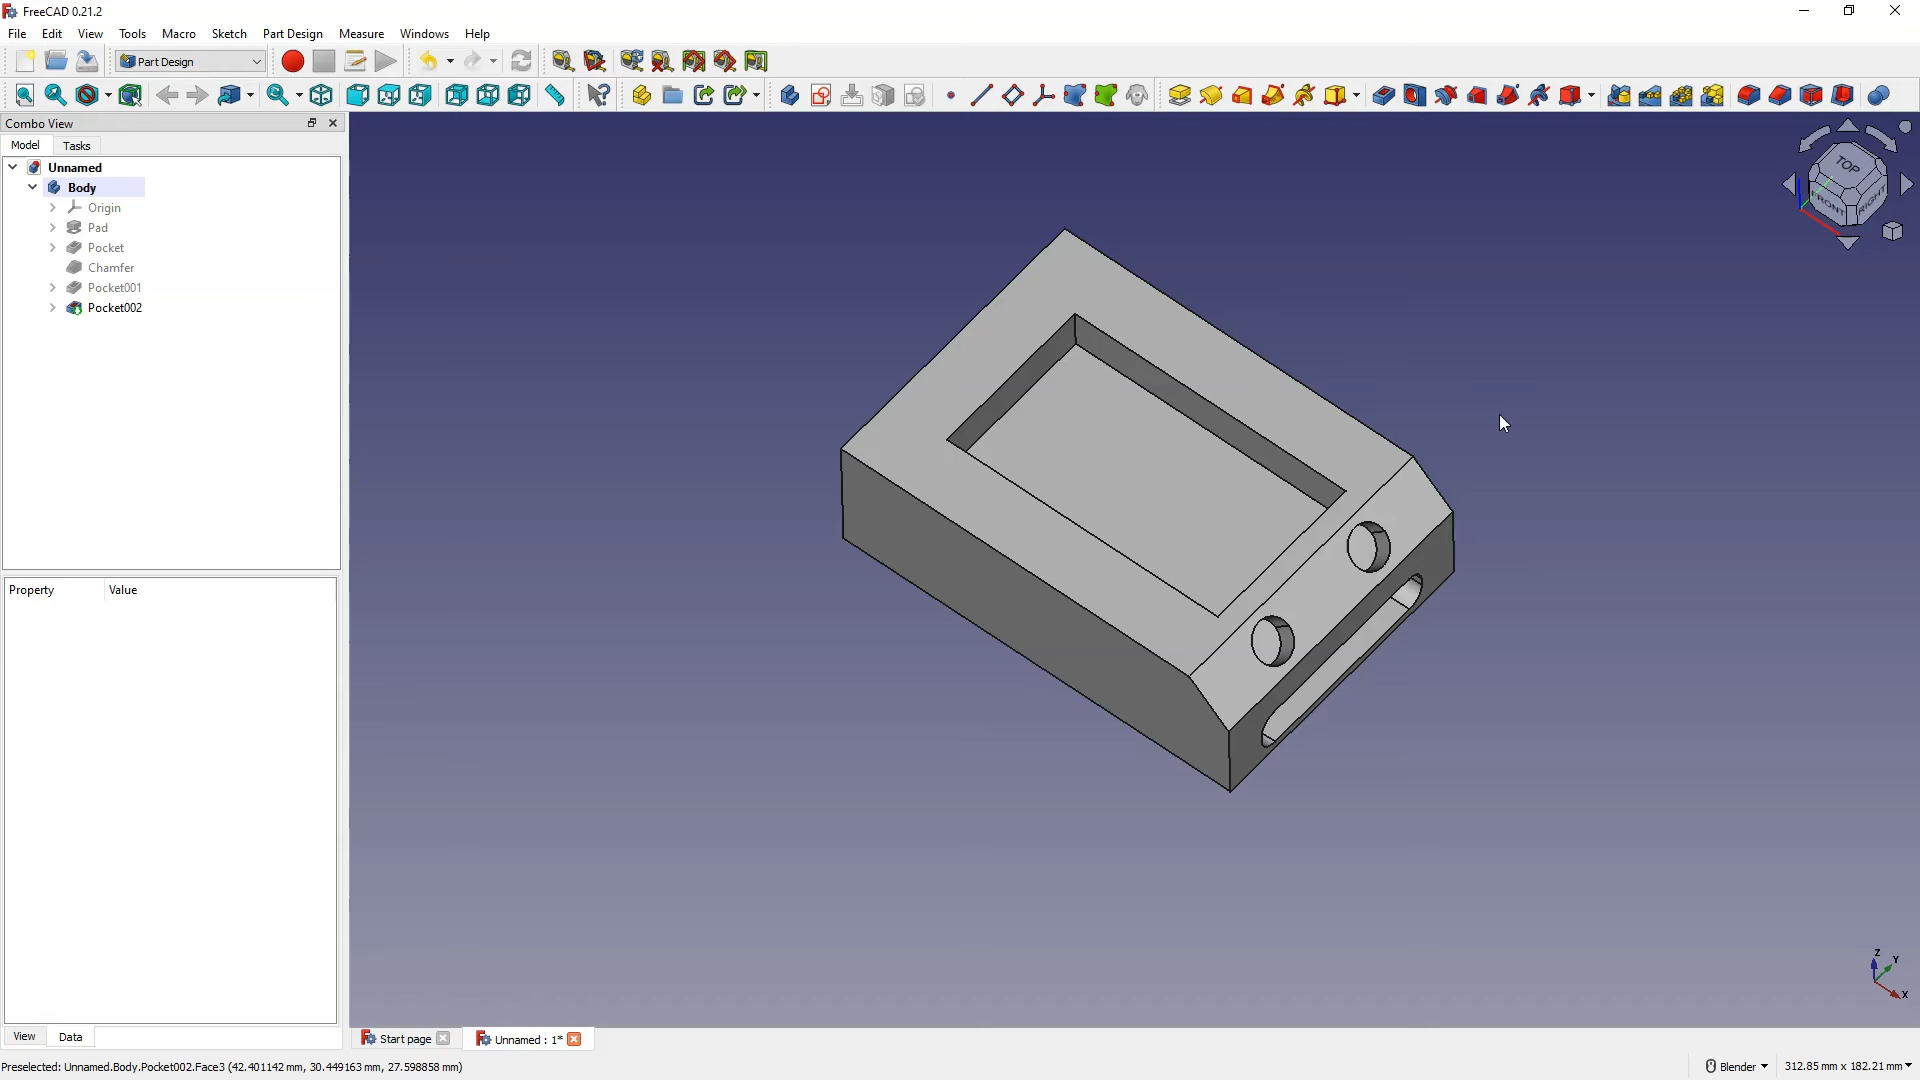 FreeCAD 0.21.2
File Edit View Tools Macro Sketch Part Design Measure Windows Help
Part Design
Combo View
Model Tasks
Unnamed
Body
Origin
Pad
Pocket
Chamfer
Pocket001
Pocket002
TOP
FRONT RIGHT
Property Value
Z
Y
X
View Data
Start page Unnamed : 1*
Preselected: Unnamed.Body.Pocket002.Face3 (42.401142 mm, 30.449163 mm, 27.598858 mm)
Blender 312.85 mm x 182.21 mm